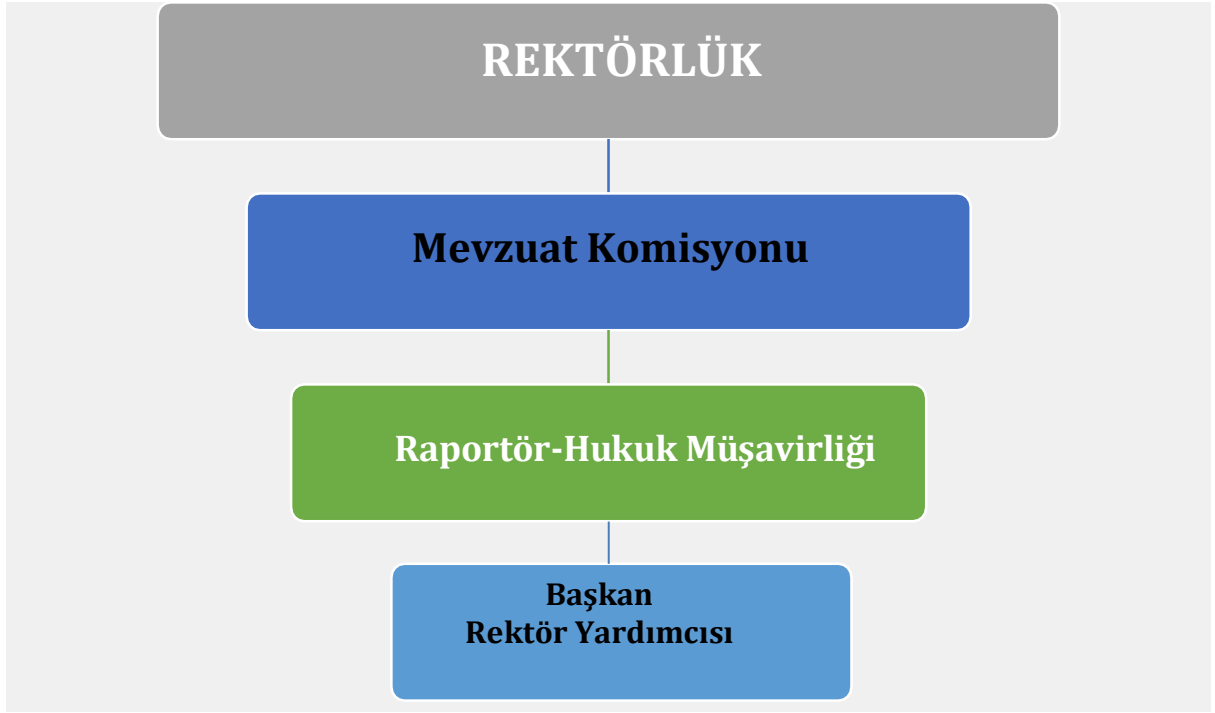 REKTÖRLÜK
Mevzuat Komisyonu
Raportör-Hukuk Müşavirliği
Başkan
Rektör Yardımcısı